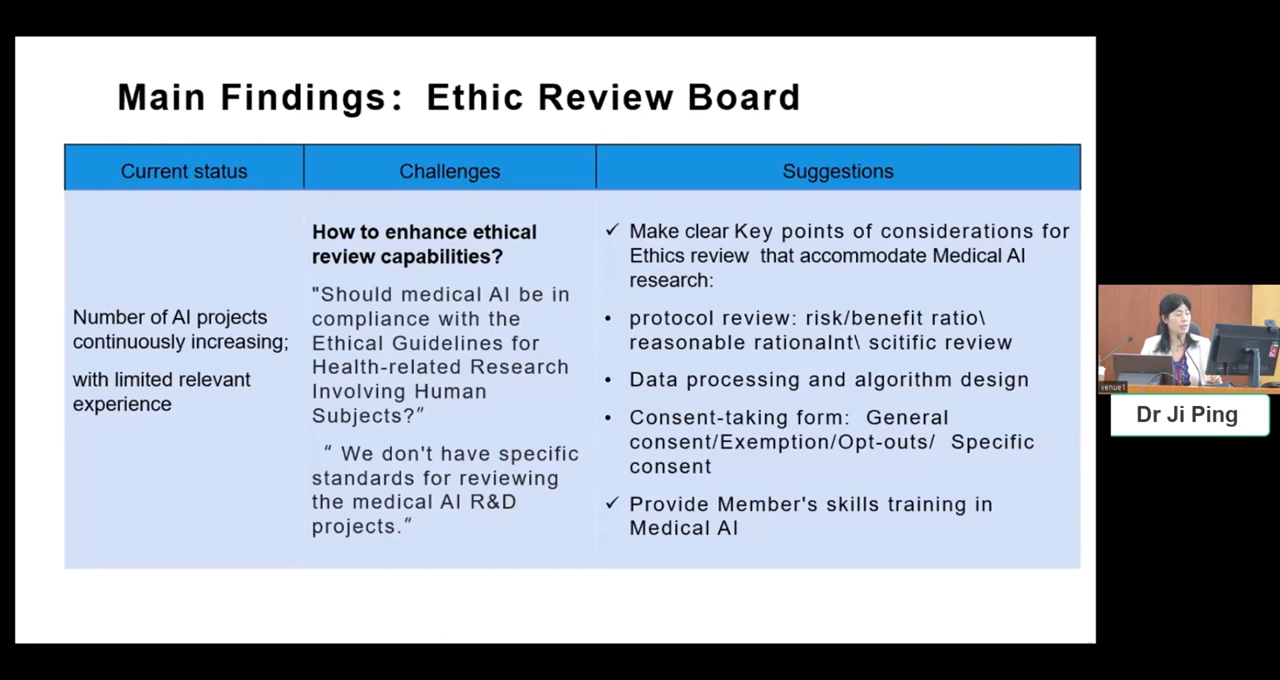 Main Findings: Ethic Review Board
Current status
Challenges
Suggestions
Number of AI projects
continuously increasing;
with limited relevant
experience
How to enhance ethical
review capabilities?
"Should medical AI be in
compliance with the
Ethical Guidelines for
Health-related Research
Involving Human
Subjects?"
“ We don't have specific
standards for reviewing
the medical AI R&D
projects.”
✓ Make clear Key points of considerations for
Ethics review that accommodate Medical AI
research:
• protocol review: risk/benefit ratio\
reasonable rationalnt\ scitific review
• Data processing and algorithm design
• Consent-taking form: General
consent/Exemption/Opt-outs/ Specific
consent
✓ Provide Member's skills training in
Medical AI
venue1
Dr Ji Ping